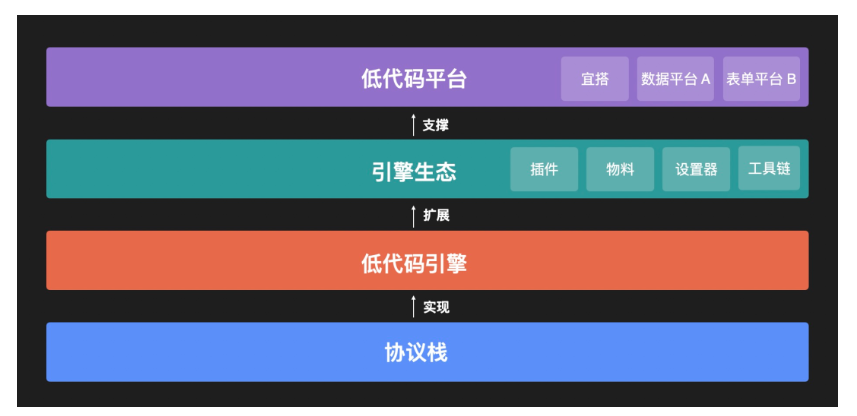 低代码平台 宜搭 数据平台 A 表单平台 B
支撑
引擎生态 插件 物料 设置器 工具链
扩展
低代码引擎
实现
协议栈